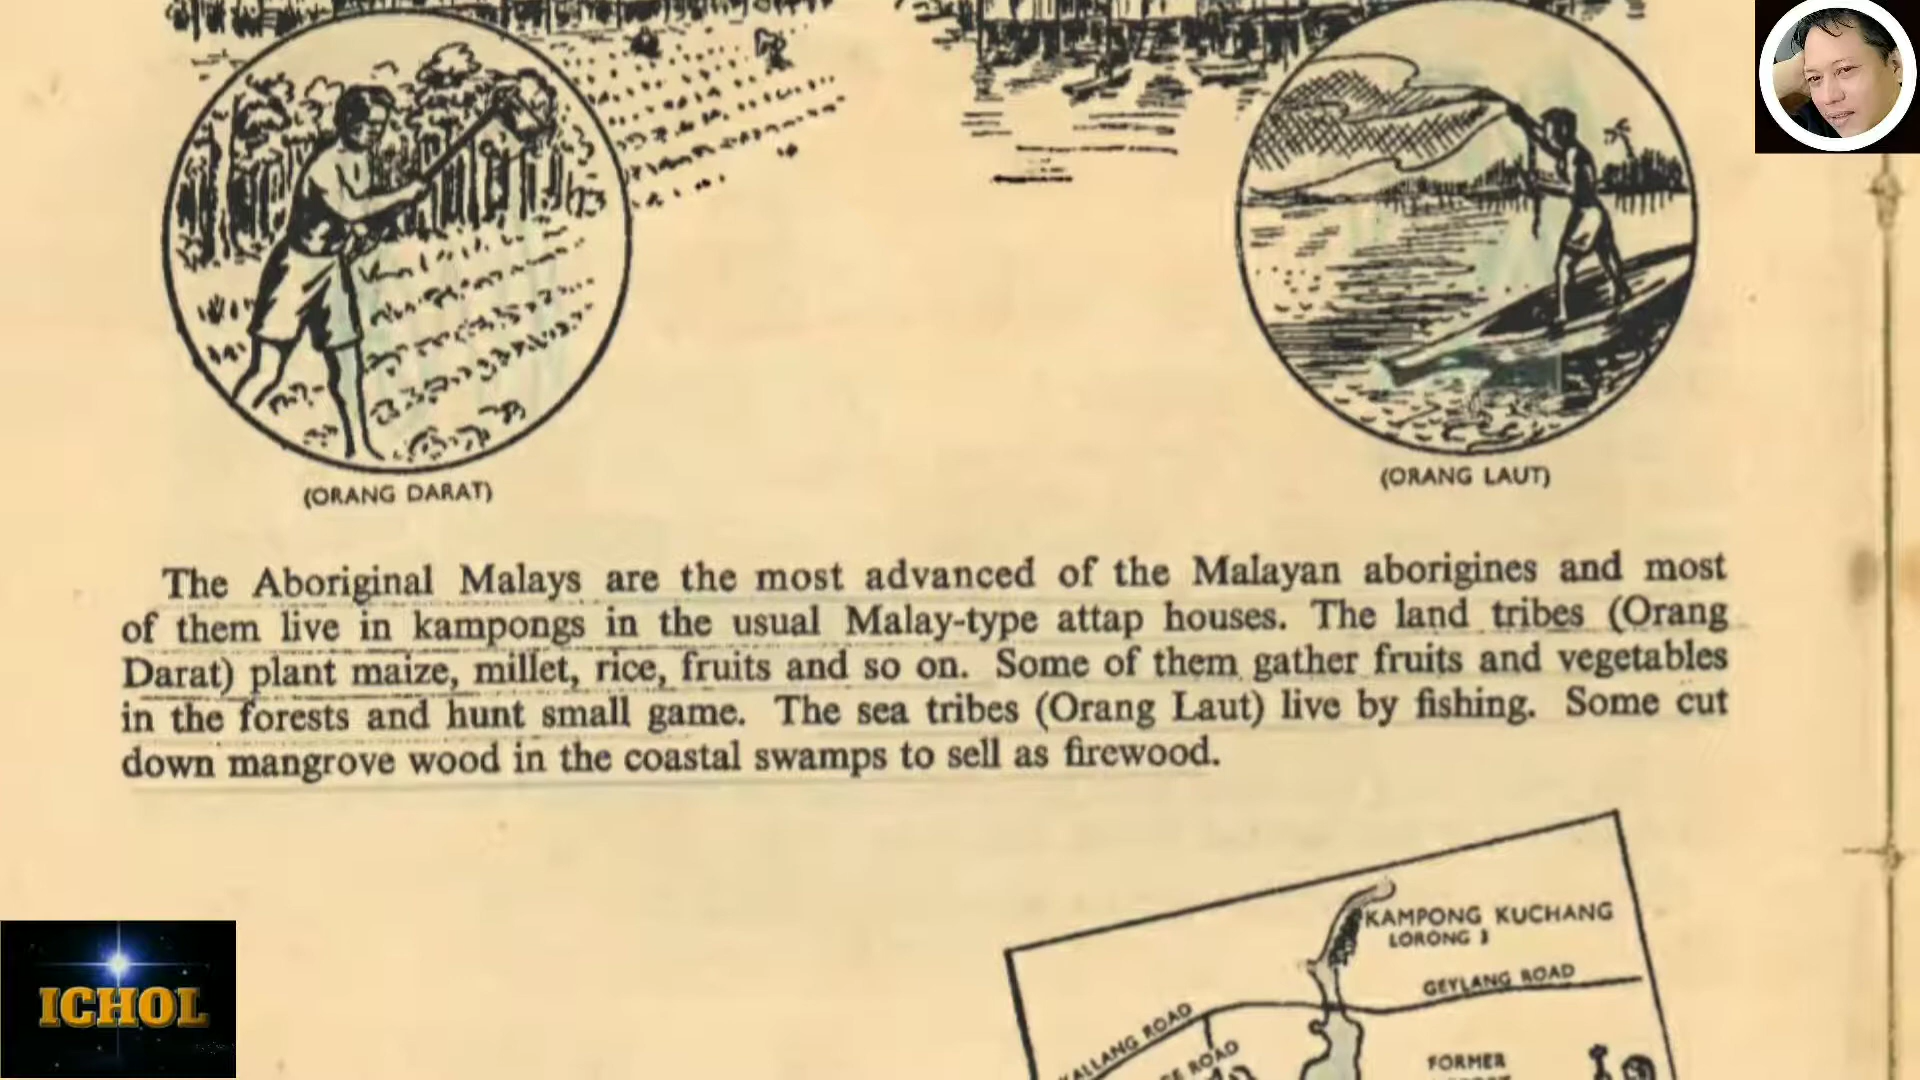 (ORANG DARAT)
(ORANG LAUT)
The Aboriginal Malays are the most advanced of the Malayan aborigines and most
of them live in kampongs in the usual Malay-type attap houses. The land tribes (Orang
Darat) plant maize, millet, rice, fruits and so on. Some of them gather fruits and vegetables
in the forests and hunt small game. The sea tribes (Orang Laut) live by fishing. Some cut
down mangrove wood in the coastal swamps to sell as firewood.
KAMPONG KUCHANG
LORONG 3
GEYLANG ROAD
KALLANG ROAD
ROAD
FORMER
ICHOL